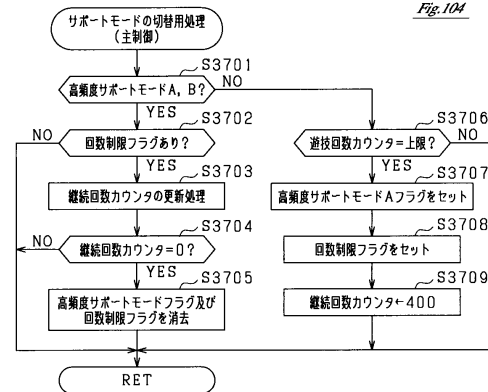 Fig.104
サポートモードの切替用処理
(主制御)
S3701
高頻度サポートモードA,B?
NO
YES
S3702
NO
回数制限フラグあり?
YES
S3703
継続回数カウンタの更新処理
S3704
NO
継続回数カウンタ=0?
YES
S3705
高頻度サポートモードフラグ及び
回数制限フラグを消去
S3706
遊技回数カウンタ=上限?
NO
YES
S3707
高頻度サポートモードAフラグをセット
S3708
回数制限フラグをセット
S3709
継続回数カウンタ←400
RET